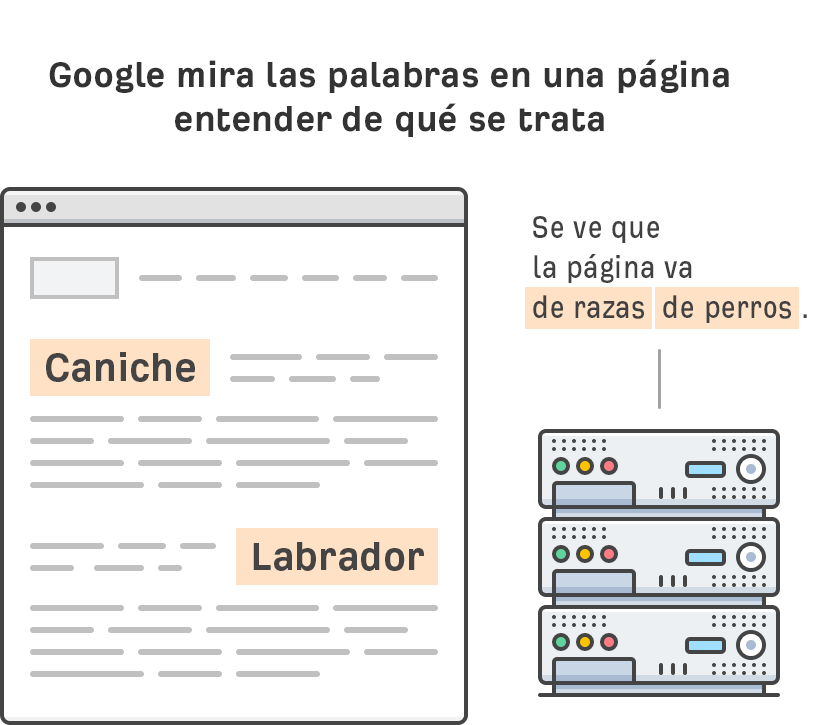 Google mira las palabras en una página
entender de qué se trata
Se ve que
la página va
de razas de perros.
Caniche
Labrador